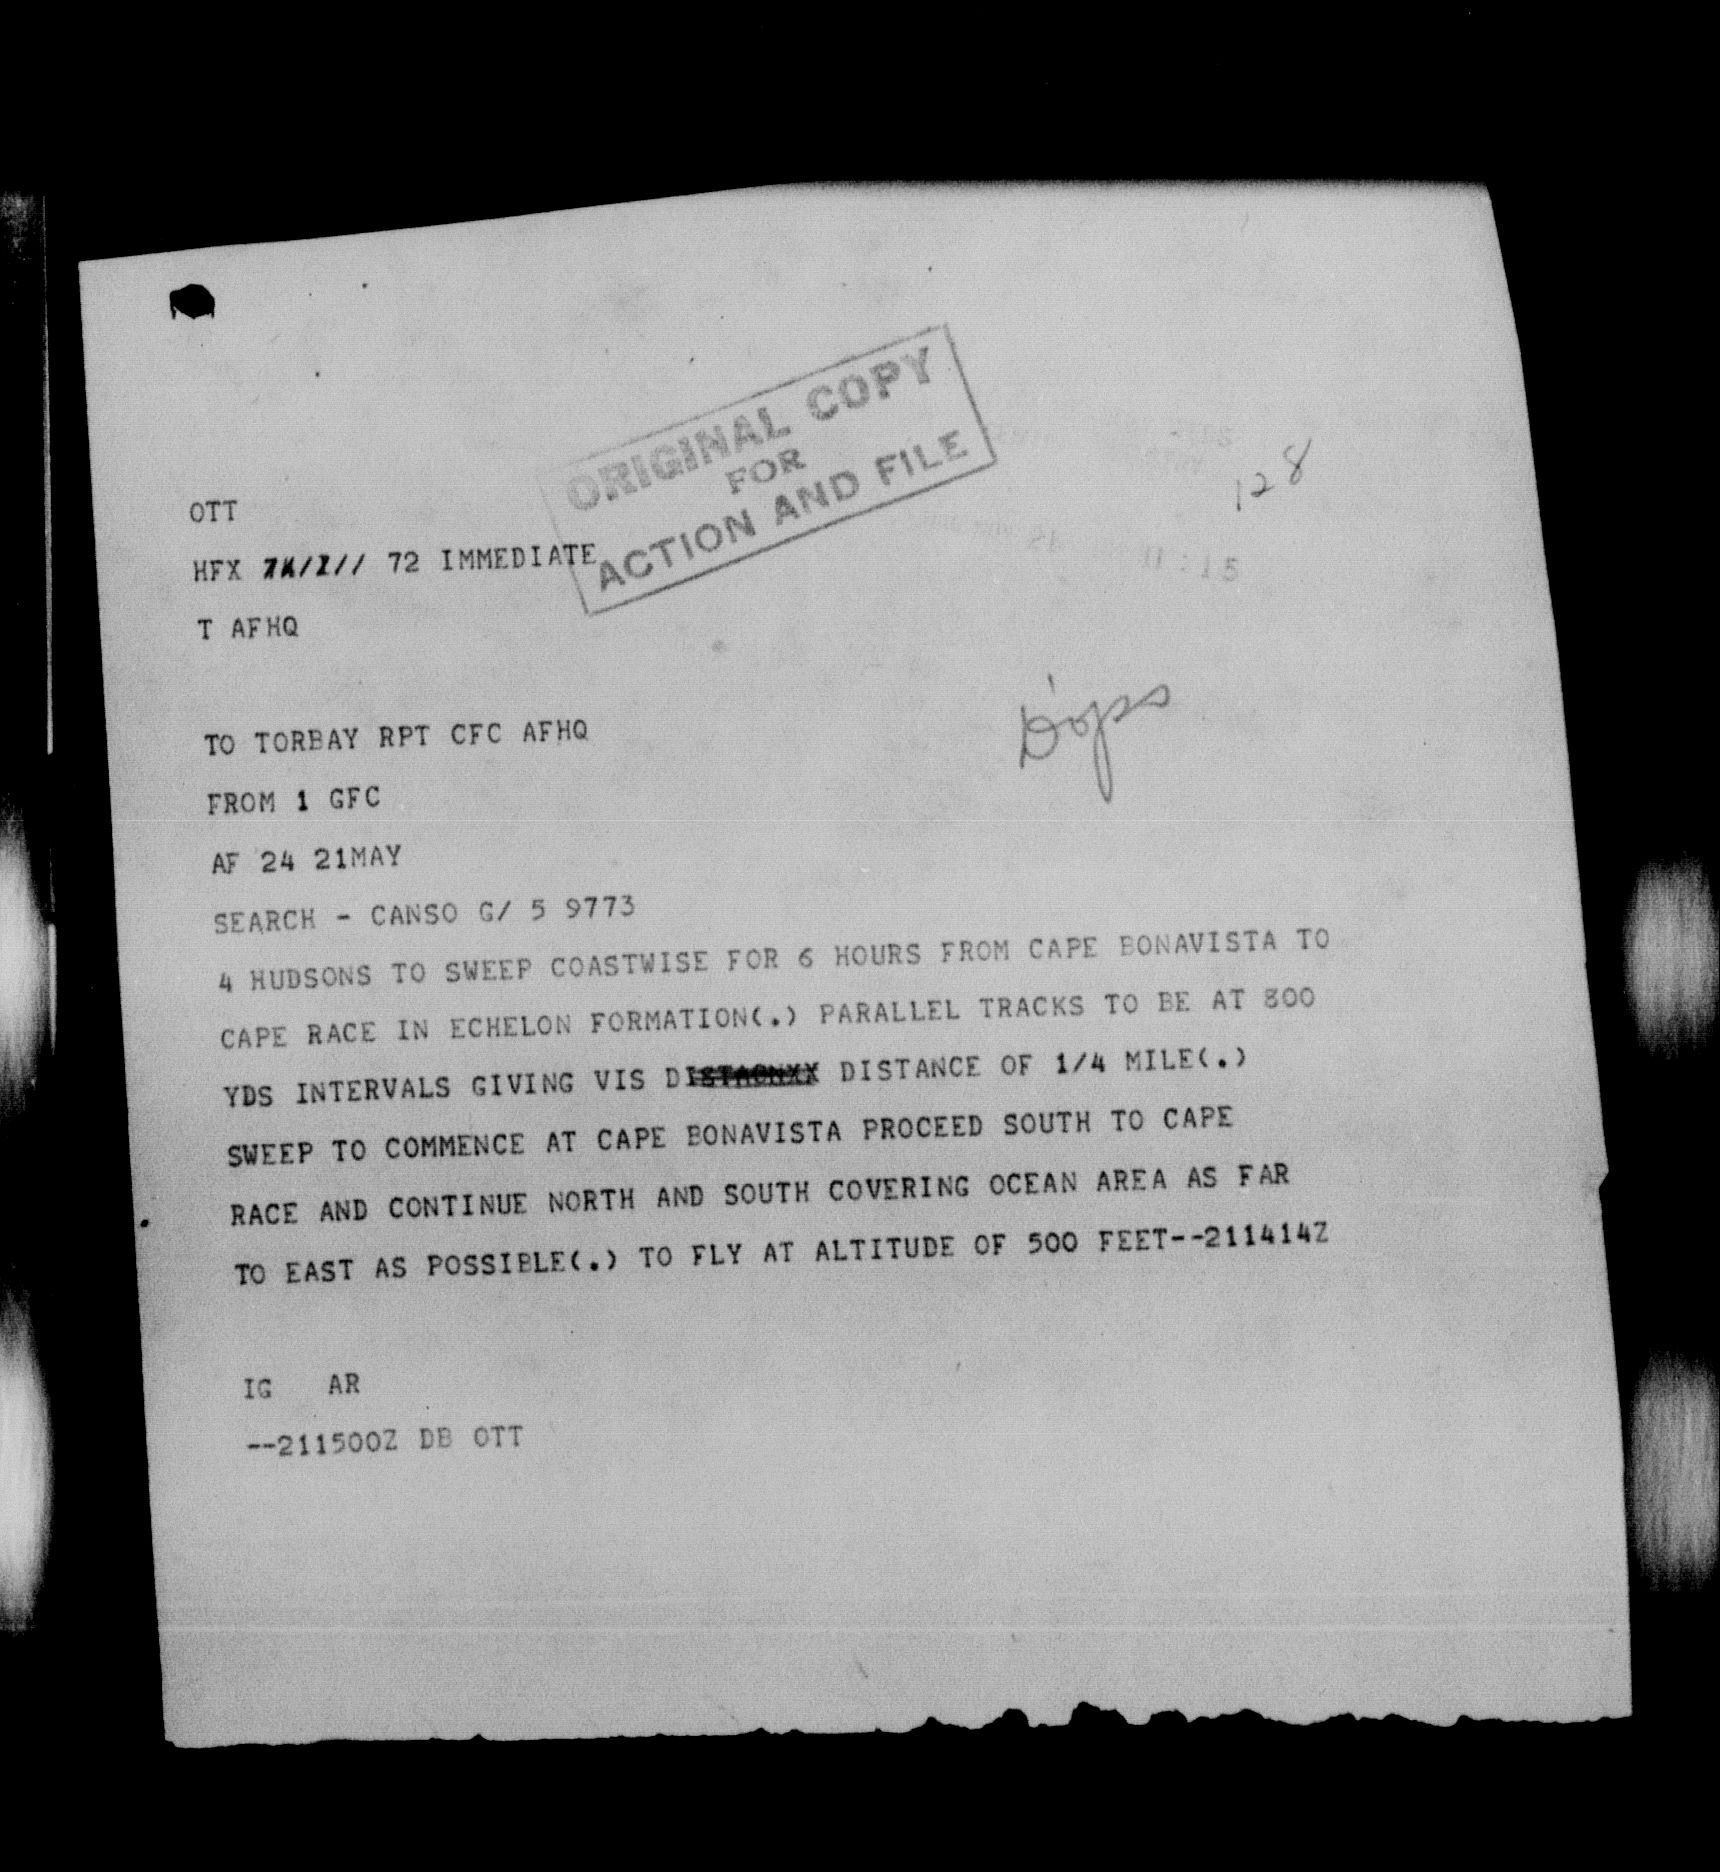 ORIGINAL COPY
FOR
ACTION AND FILE
128
11:15
OTT
HFX 72 IMMEDIATE
T AFHQ
D'ops
TO TORBAY RPT CFC AFHQ
FROM 1 GFC
AF 24 21MAY
SEARCH - CANSO G/ 5 9773
4 HUDSONS TO SWEEP COASTWISE FOR 6 HOURS FROM CAPE BONAVISTA TO
CAPE RACE IN ECHELON FORMATION(.) PARALLEL TRACKS TO BE AT 800
YDS INTERVALS GIVING VIS DISTACNXX DISTANCE OF 1/4 MILE(.)
SWEEP TO COMMENCE AT CAPE BONAVISTA PROCEED SOUTH TO CAPE
RACE AND CONTINUE NORTH AND SOUTH COVERING OCEAN AREA AS FAR
TO EAST AS POSSIBLE(.) TO FLY AT ALTITUDE OF 500 FEET--211414Z
IG AR
--211500Z DB OTT